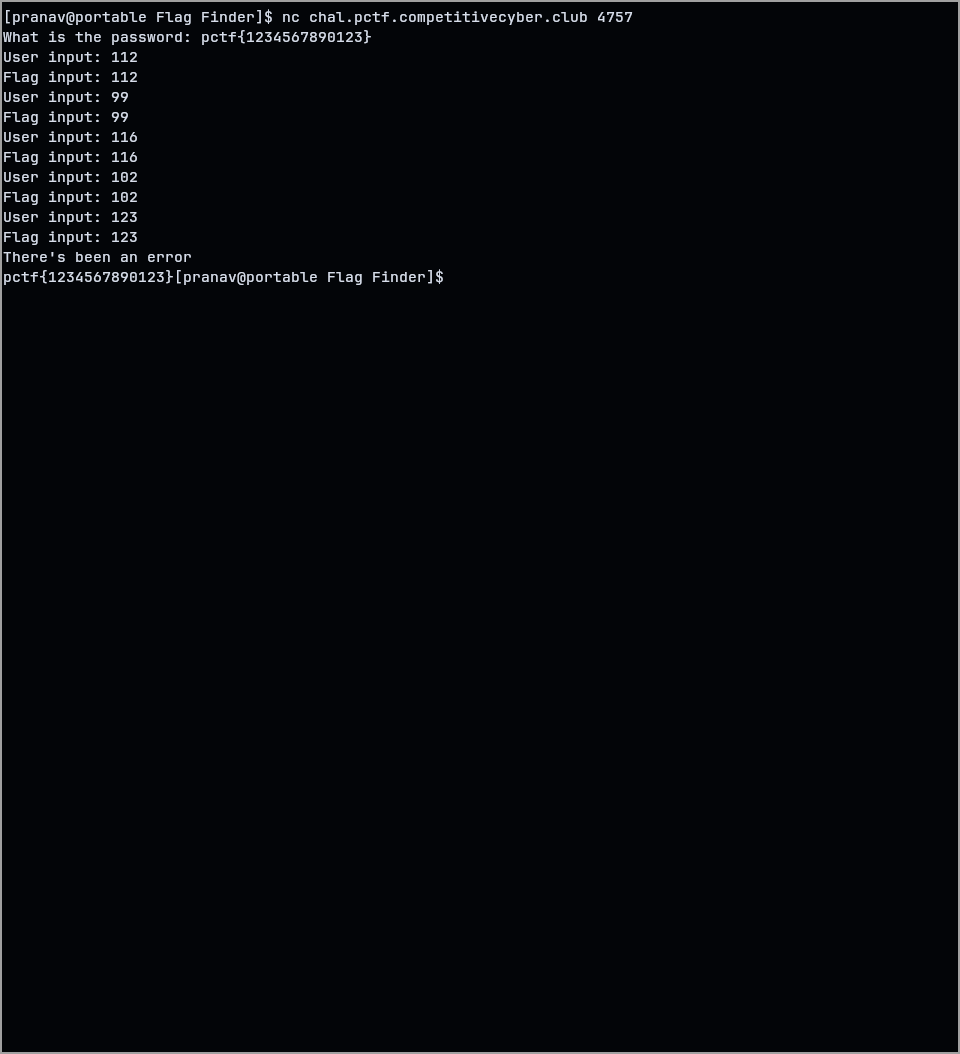 [pranav@portable Flag Finder]$ nc chal.pctf.competitivecyber.club 4757
What is the password: pctf{1234567890123}
User input: 112
Flag input: 112
User input: 99
Flag input: 99
User input: 116
Flag input: 116
User input: 102
Flag input: 102
User input: 123
Flag input: 123
There's been an error
pctf{1234567890123}[pranav@portable Flag Finder]$